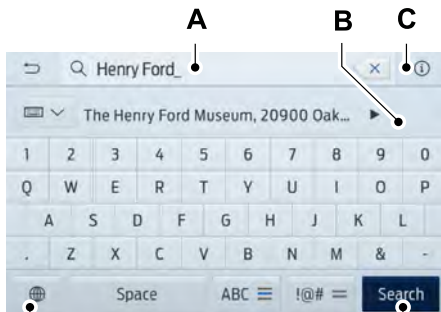 A B C
Henry Ford_
The Henry Ford Museum, 20900 Oak...
1 2 3 4 5 6 7 8 9 0
Q W E R T Y U I O P
A S D F G H J K L
. Z X C V B N M & -
Space ABC !@# = Search